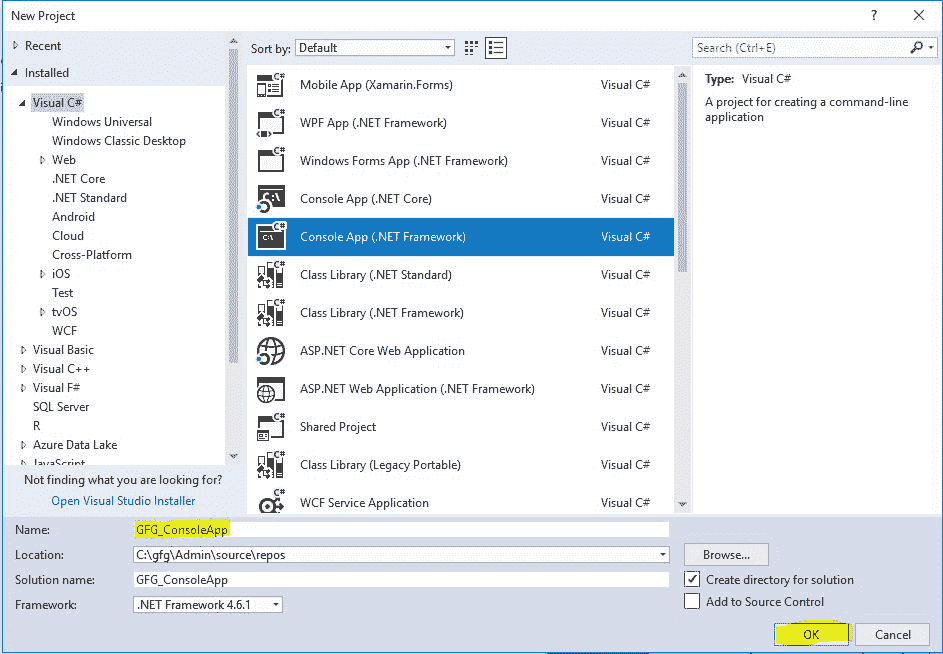 New Project
?
Recent
Installed
Visual C#
Windows Universal
Windows Classic Desktop
Web
.NET Core
.NET Standard
Android
Cloud
Cross-Platform
iOS
Test
tvOS
WCF
Visual Basic
Visual C++
Visual F#
SQL Server
R
Azure Data Lake
JavaScript
Not finding what you are looking for?
Open Visual Studio Installer
Sort by: Default
Search (Ctrl+E)
Mobile App (Xamarin.Forms) Visual C#
WPF App (.NET Framework) Visual C#
Windows Forms App (.NET Framework) Visual C#
Console App (.NET Core) Visual C#
Console App (.NET Framework) Visual C#
Class Library (.NET Standard) Visual C#
Class Library (.NET Framework) Visual C#
ASP.NET Core Web Application Visual C#
ASP.NET Web Application (.NET Framework) Visual C#
Shared Project Visual C#
Class Library (Legacy Portable) Visual C#
WCF Service Application Visual C#
Type: Visual C#
A project for creating a command-line
application
Name: GFG_ConsoleApp
Location: C:\gfg\Admin\source\repos
Browse...
Solution name: GFG_ConsoleApp
Create directory for solution
Framework: .NET Framework 4.6.1
Add to Source Control
OK
Cancel